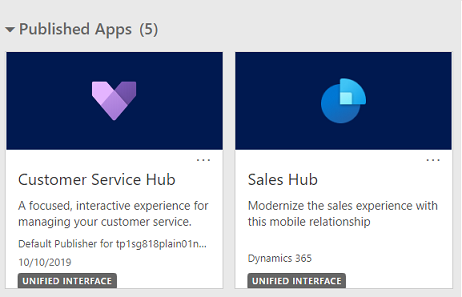 Published Apps (5)
Customer Service Hub
A focused, interactive experience for
managing your customer service.
Default Publisher for tp1sg818plain01n...
10/10/2019
UNIFIED INTERFACE
Sales Hub
Modernize the sales experience with
this mobile relationship
Dynamics 365
UNIFIED INTERFACE